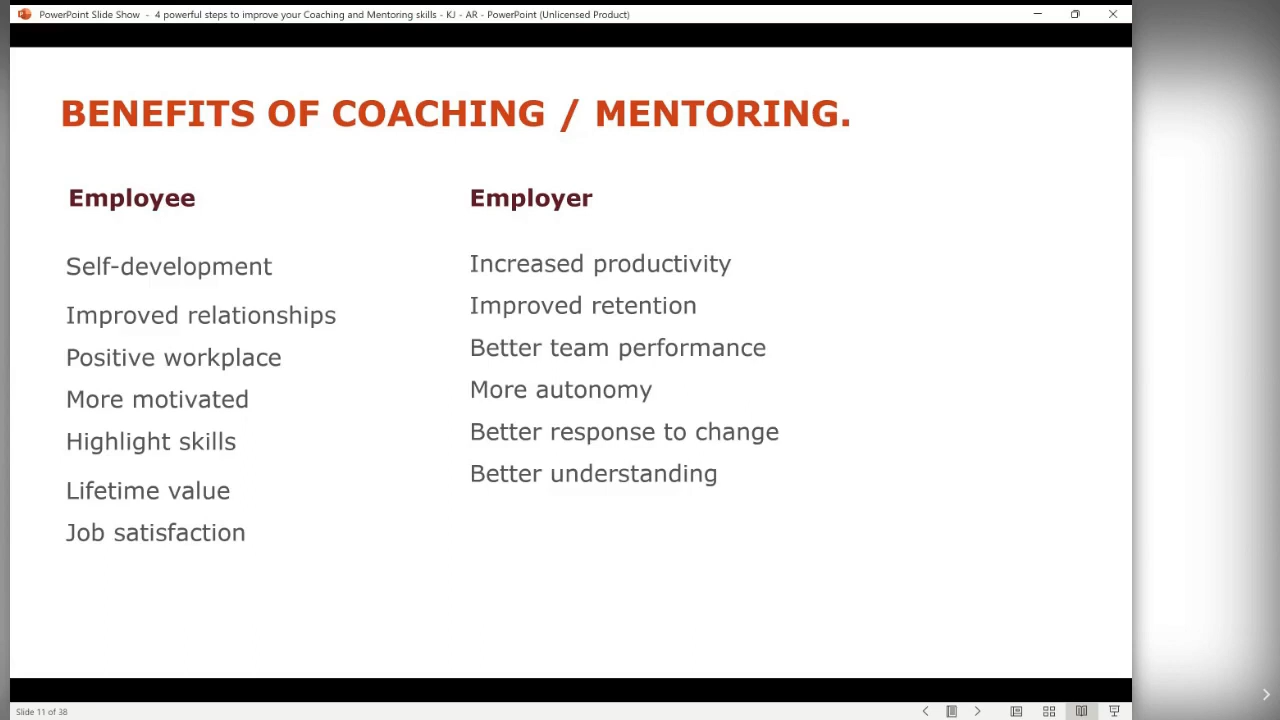 PowerPoint Slide Show - 4 powerful steps to improve your Coaching and Mentoring skills - KJ - AR - PowerPoint (Unlicensed Product)
BENEFITS OF COACHING / MENTORING.
Employee
Self-development
Improved relationships
Positive workplace
More motivated
Highlight skills
Lifetime value
Job satisfaction
Employer
Increased productivity
Improved retention
Better team performance
More autonomy
Better response to change
Better understanding
Slide 11 of 38